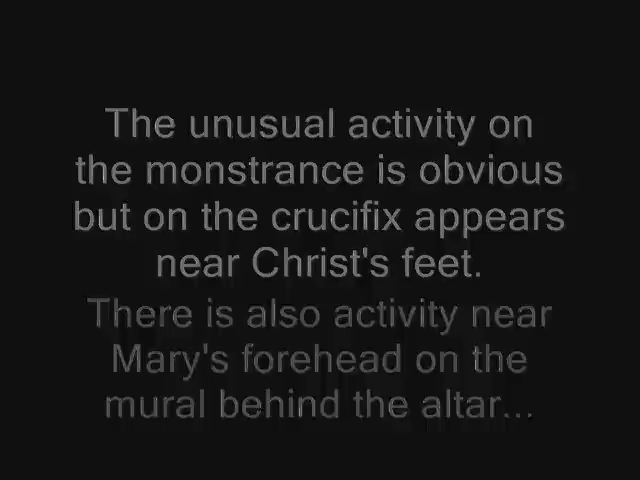 The unusual activity on
the monstrance is obvious
but on the crucifix appears
near Christ's feet.
There is also activity near
Mary's forehead on the
mural behind the altar...